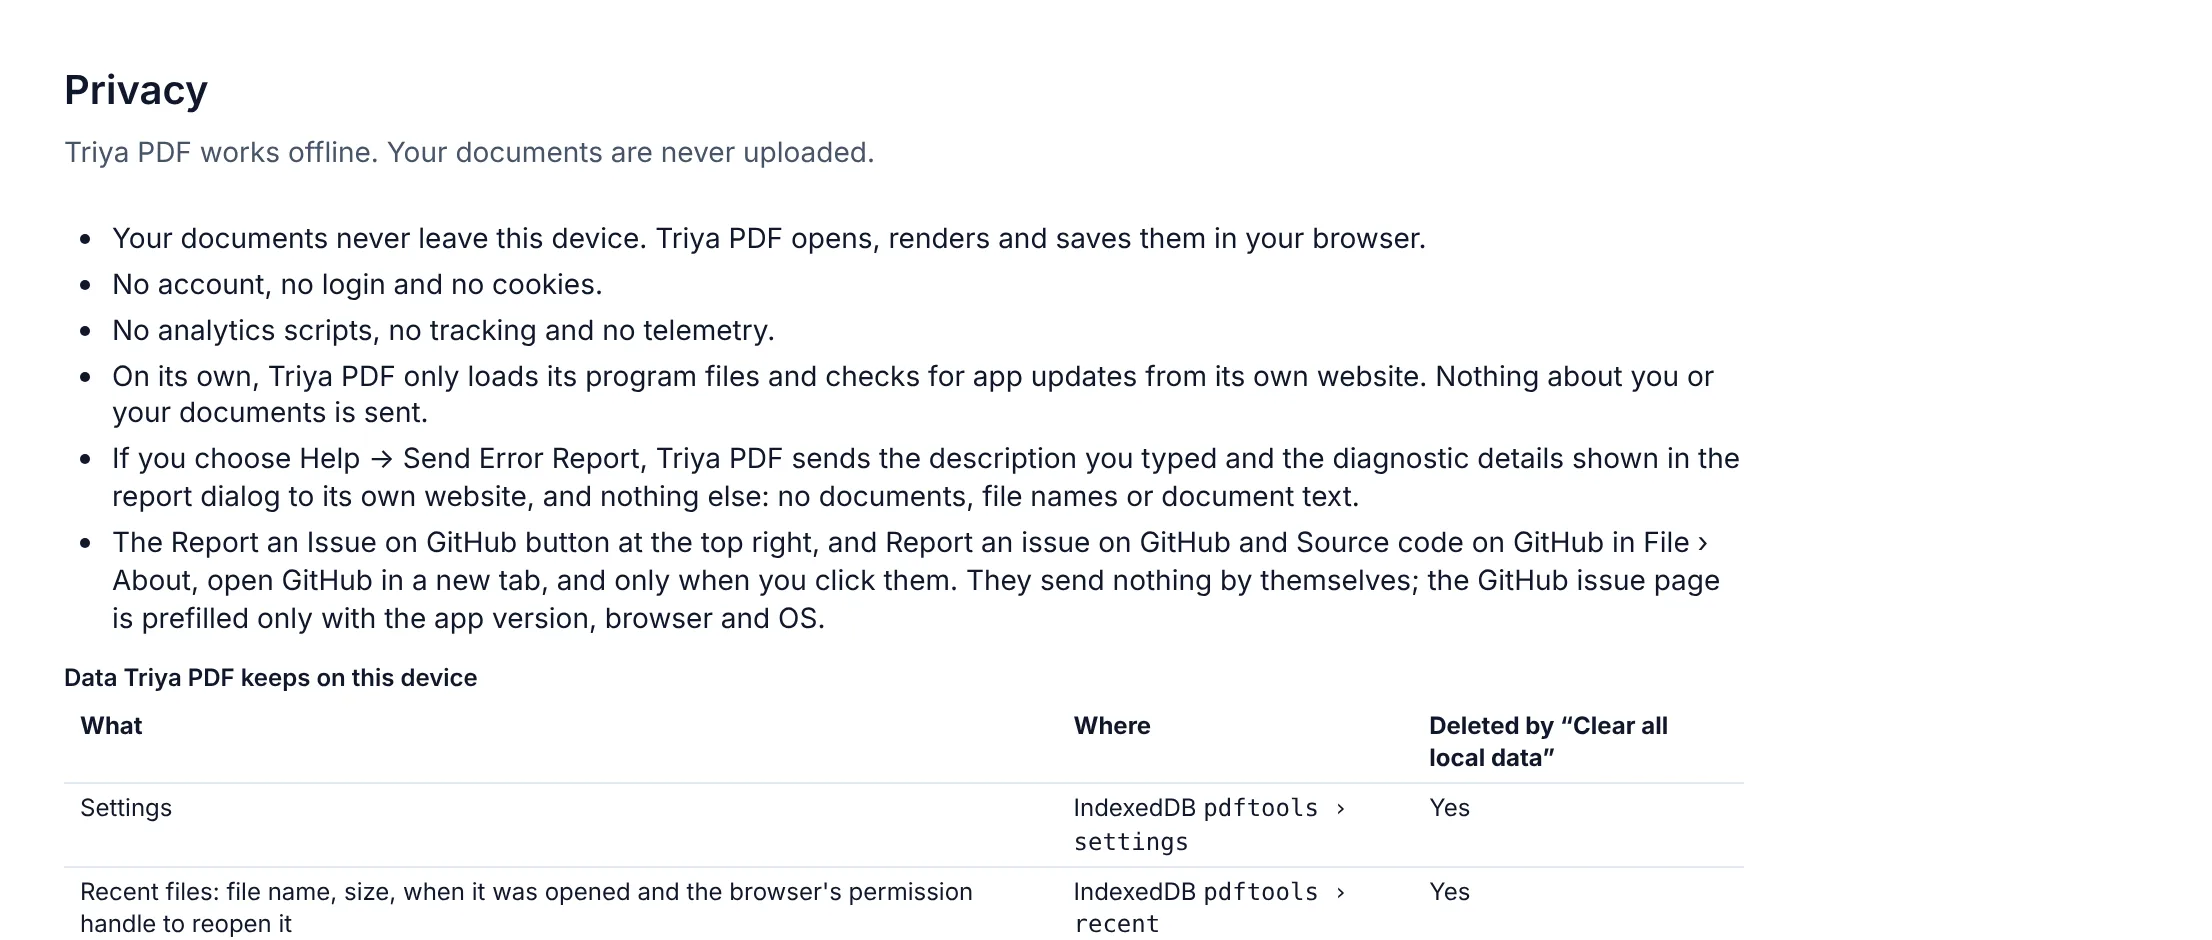 Privacy
Triya PDF works offline. Your documents are never uploaded.
• Your documents never leave this device. Triya PDF opens, renders and saves them in your browser.
• No account, no login and no cookies.
• No analytics scripts, no tracking and no telemetry.
• On its own, Triya PDF only loads its program files and checks for app updates from its own website. Nothing about you or
your documents is sent.
• If you choose Help → Send Error Report, Triya PDF sends the description you typed and the diagnostic details shown in the
report dialog to its own website, and nothing else: no documents, file names or document text.
• The Report an Issue on GitHub button at the top right, and Report an issue on GitHub and Source code on GitHub in File ›
About, open GitHub in a new tab, and only when you click them. They send nothing by themselves; the GitHub issue page
is prefilled only with the app version, browser and OS.
Data Triya PDF keeps on this device
What Where Deleted by “Clear all
local data”
Settings IndexedDB pdftools › Yes
settings
Recent files: file name, size, when it was opened and the browser's permission IndexedDB pdftools › Yes
handle to reopen it recent